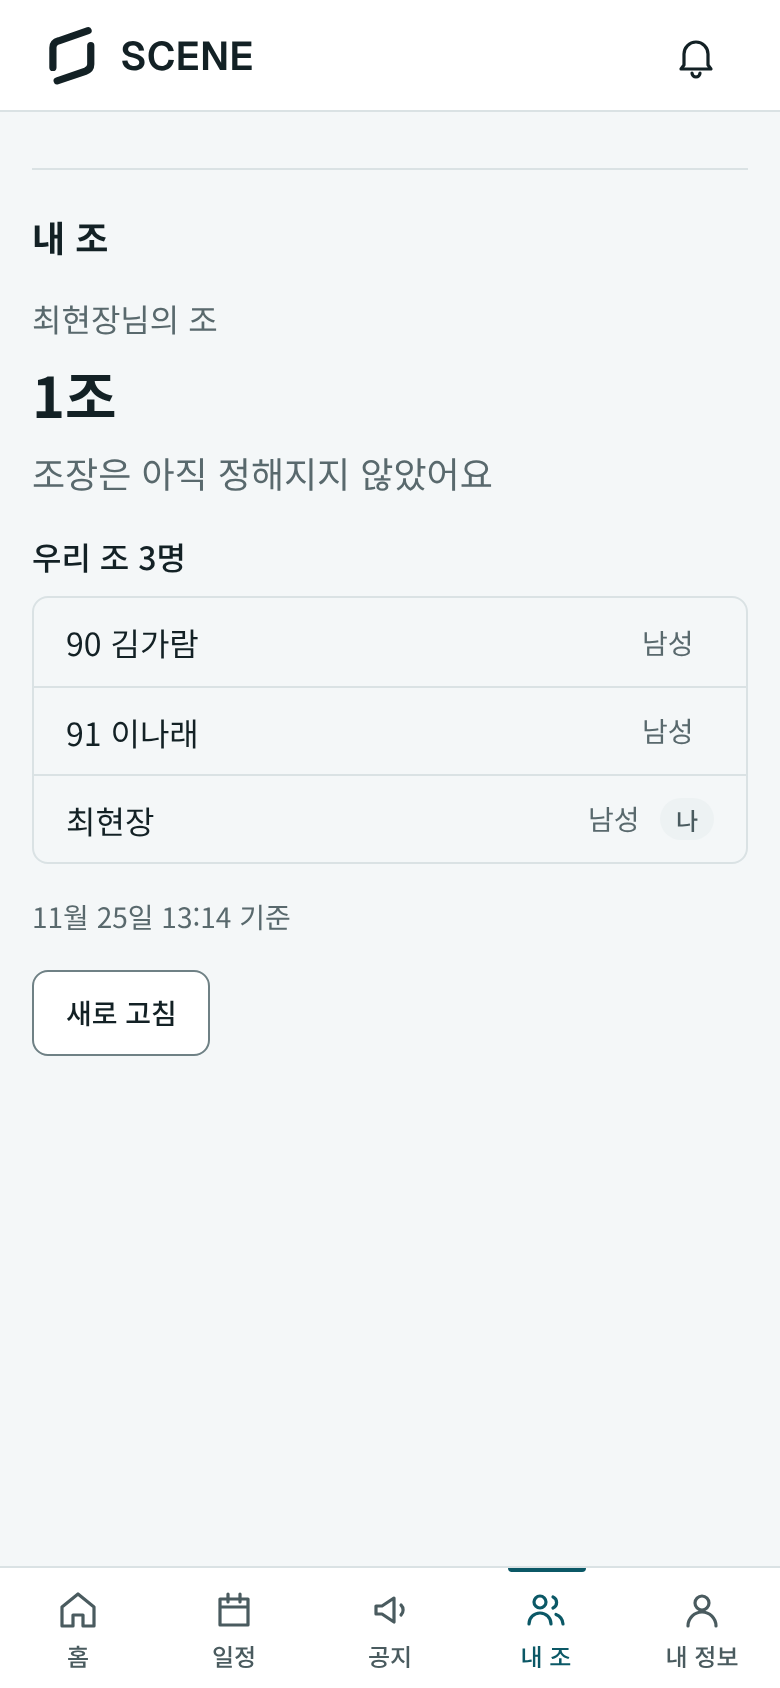 SCENE
내 조
최현장님의 조
1조
조장은 아직 정해지지 않았어요
우리 조 3명
90 김가람 남성
91 이나래 남성
최현장 남성 나
11월 25일 13:14 기준
새로 고침
홈 일정 공지 내 조 내 정보